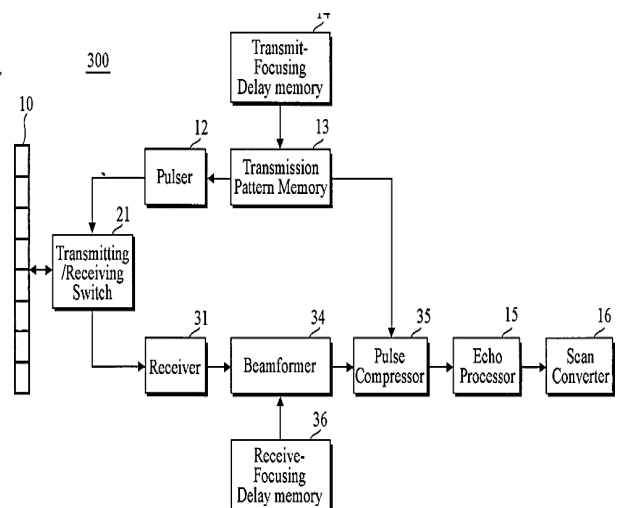 14
Transmit-
Focusing
Delay memory
300
10
12
13
Pulser
Transmission
Pattern Memory
21
Transmitting
/Receiving
Switch
31
34
35
15
16
Receiver
Beamformer
Pulse
Compressor
Echo
Processor
Scan
Converter
36
Receive-
Focusing
Delay memory